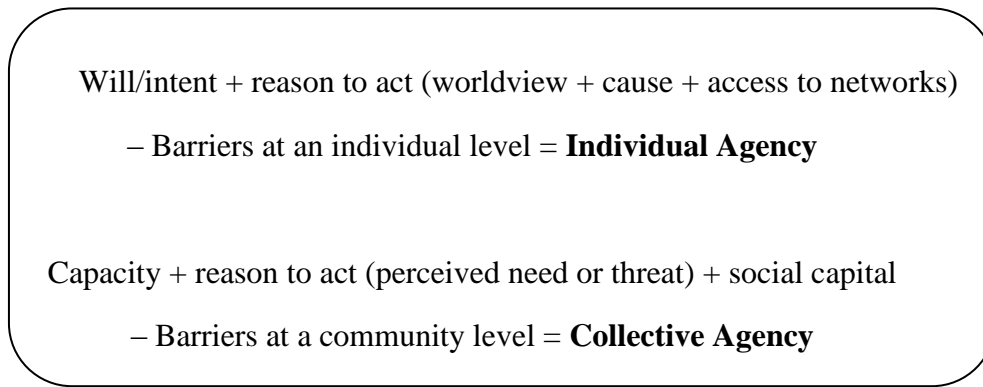 Will/intent + reason to act (worldview + cause + access to networks)
– Barriers at an individual level = Individual Agency
Capacity + reason to act (perceived need or threat) + social capital
– Barriers at a community level = Collective Agency